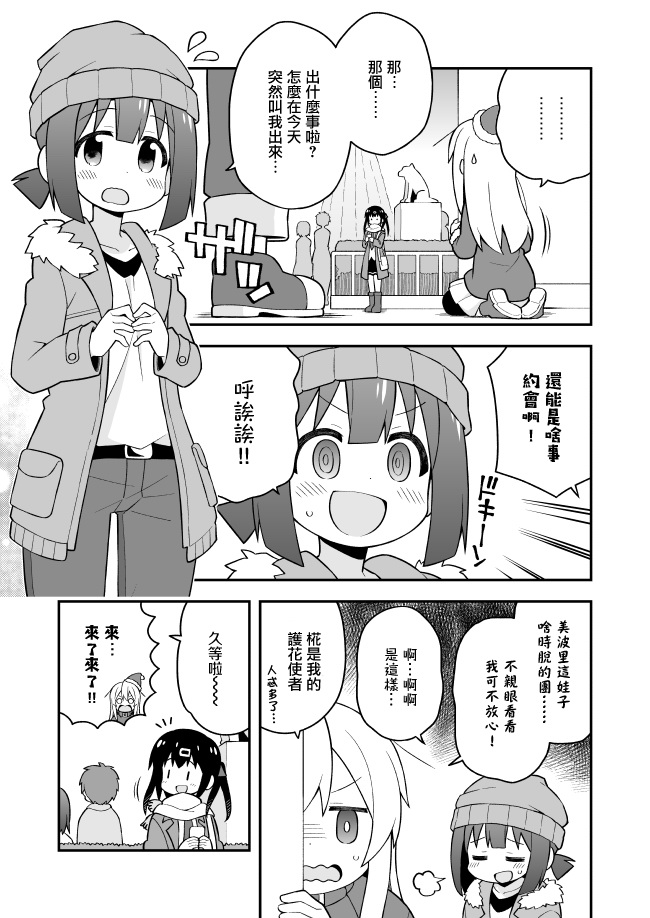 …………
那…
那個……
出什麼事啦？
怎麼在今天
突然叫我出來…
還能是啥事
約會啊！
ドキーン
呼誒誒!!
美波里這娃子
啥時脫的團……
不親眼看看
我可不放心！
啊…啊啊
是這樣…
椛是我的
護花使者
人忒多了…
久等啦～～
來…
來了來了!!